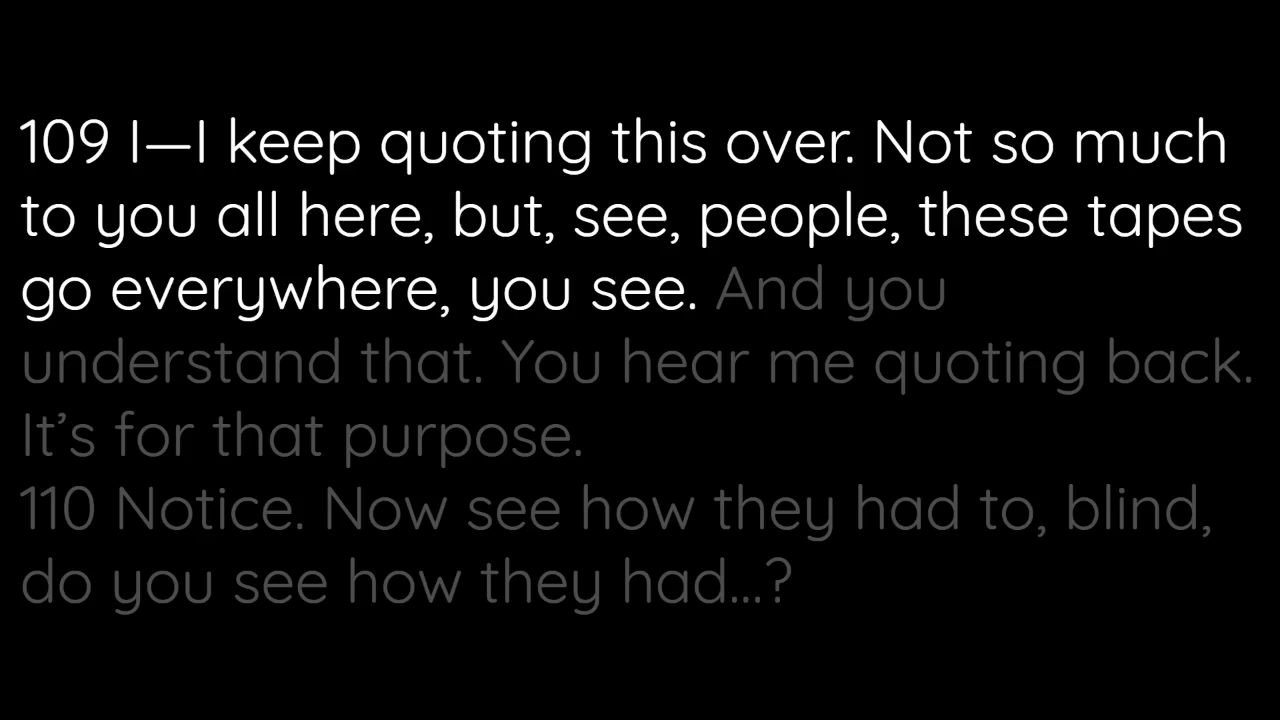 109 I—I keep quoting this over. Not so much
to you all here, but, see, people, these tapes
go everywhere, you see. And you
understand that. You hear me quoting back.
It’s for that purpose.
110 Notice. Now see how they had to, blind,
do you see how they had...?